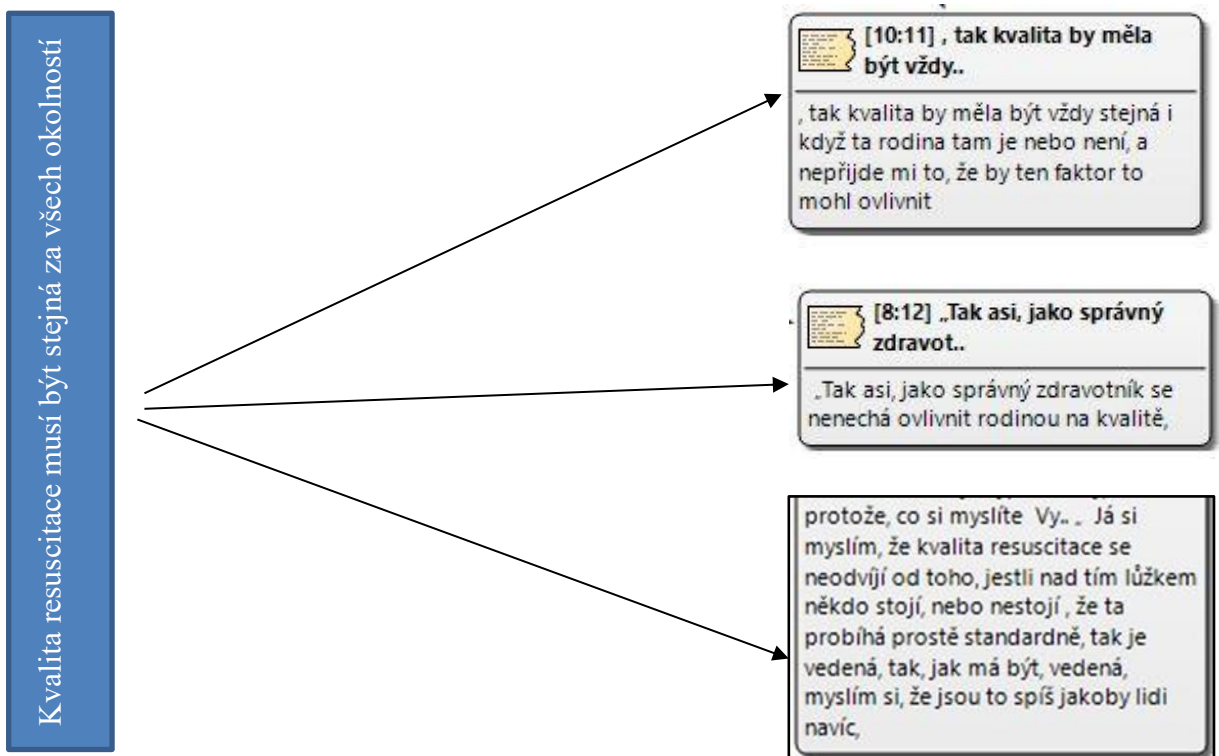 Kvalita resuscitace musí být stejná za všech okolností
[10:11] , tak kvalita by měla
být vždy..
, tak kvalita by měla být vždy stejná i
když ta rodina tam je nebo není, a
nepřijde mi to, že by ten faktor to
mohl ovlivnit
[8:12] „Tak asi, jako správný
zdravot..
„Tak asi, jako správný zdravotník se
nenechá ovlivnit rodinou na kvalitě,
protože, co si myslíte Vy.. „ Já si
myslím, že kvalita resuscitace se
neodvíjí od toho, jestli nad tím lůžkem
někdo stojí, nebo nestojí , že ta
probíhá prostě standardně, tak je
vedená, tak, jak má být, vedená,
myslím si, že jsou to spíš jakoby lidi
navíc,